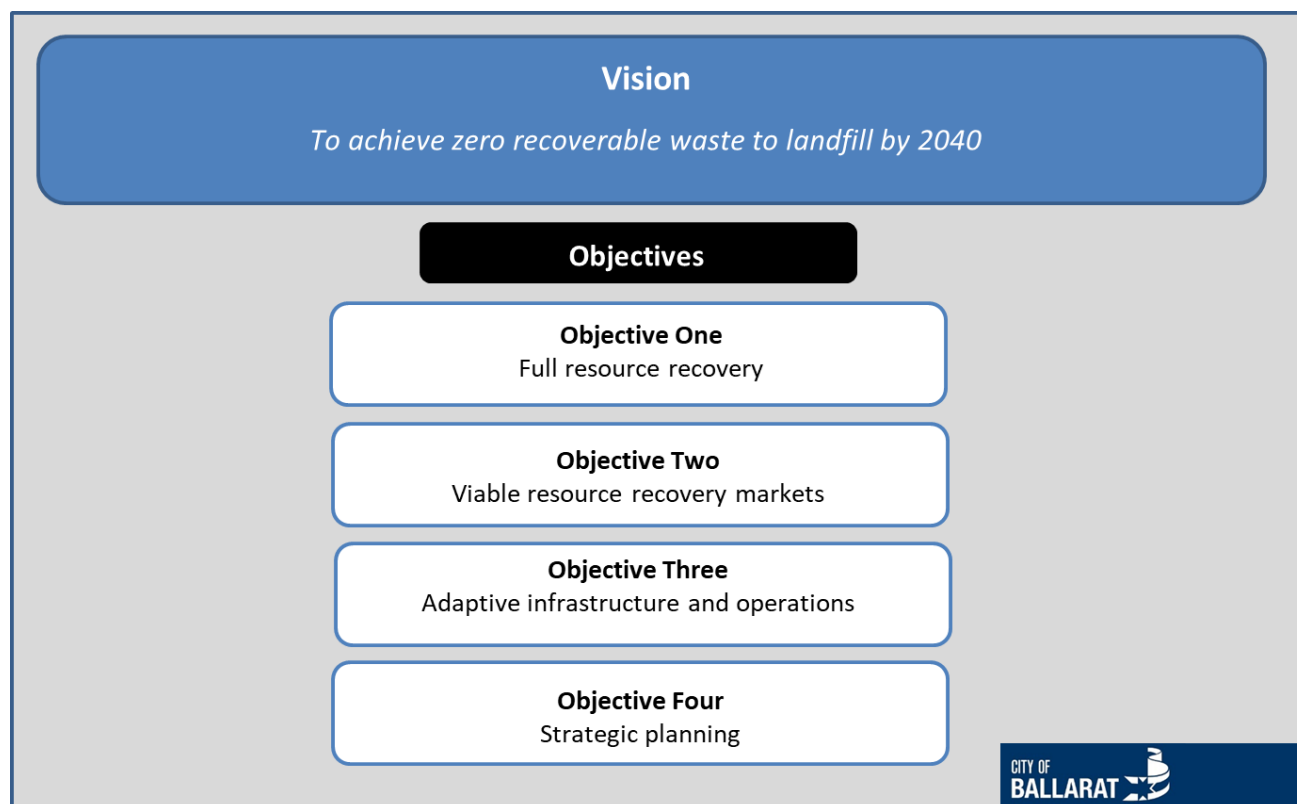 Vision
To achieve zero recoverable waste to landfill by 2040
Objectives
Objective One
Full resource recovery
Objective Two
Viable resource recovery markets
Objective Three
Adaptive infrastructure and operations
Objective Four
Strategic planning
CITY OF
BALLARAT